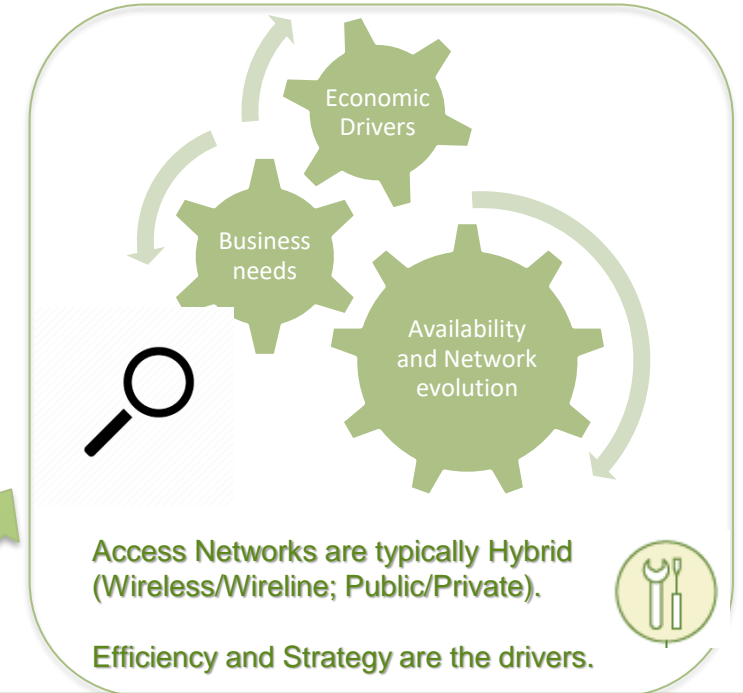 Economic
Drivers
Business
needs
Availability
and Network
evolution
Access Networks are typically Hybrid
(Wireless/Wireline; Public/Private).
Efficiency and Strategy are the drivers.